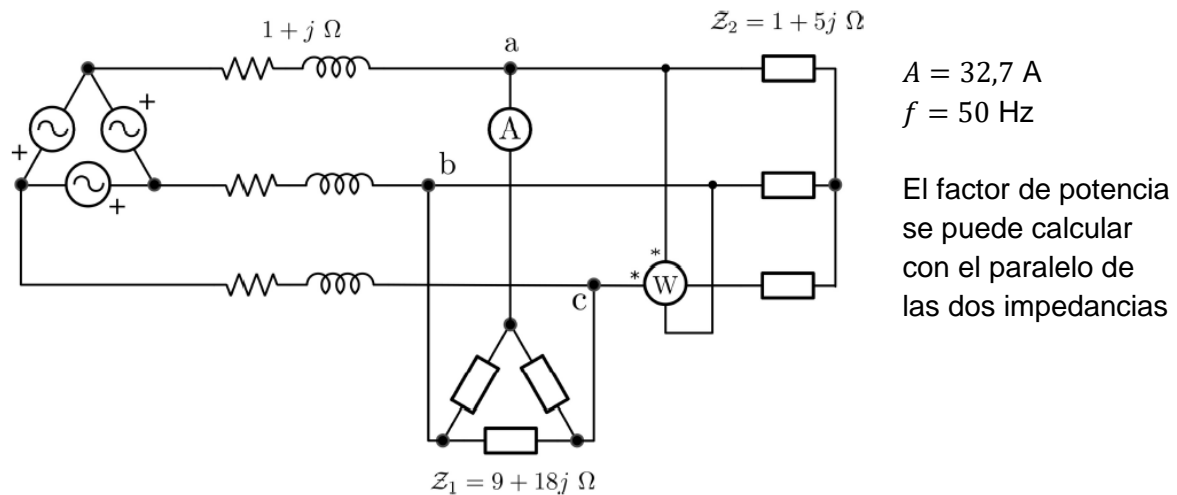 1 + j Ω
a
𝒵₂ = 1 + 5j Ω
A = 32,7 A
f = 50 Hz
+
+
+
A
b
El factor de potencia
se puede calcular
con el paralelo de
las dos impedancias
*
*
W
c
𝒵₁ = 9 + 18j Ω